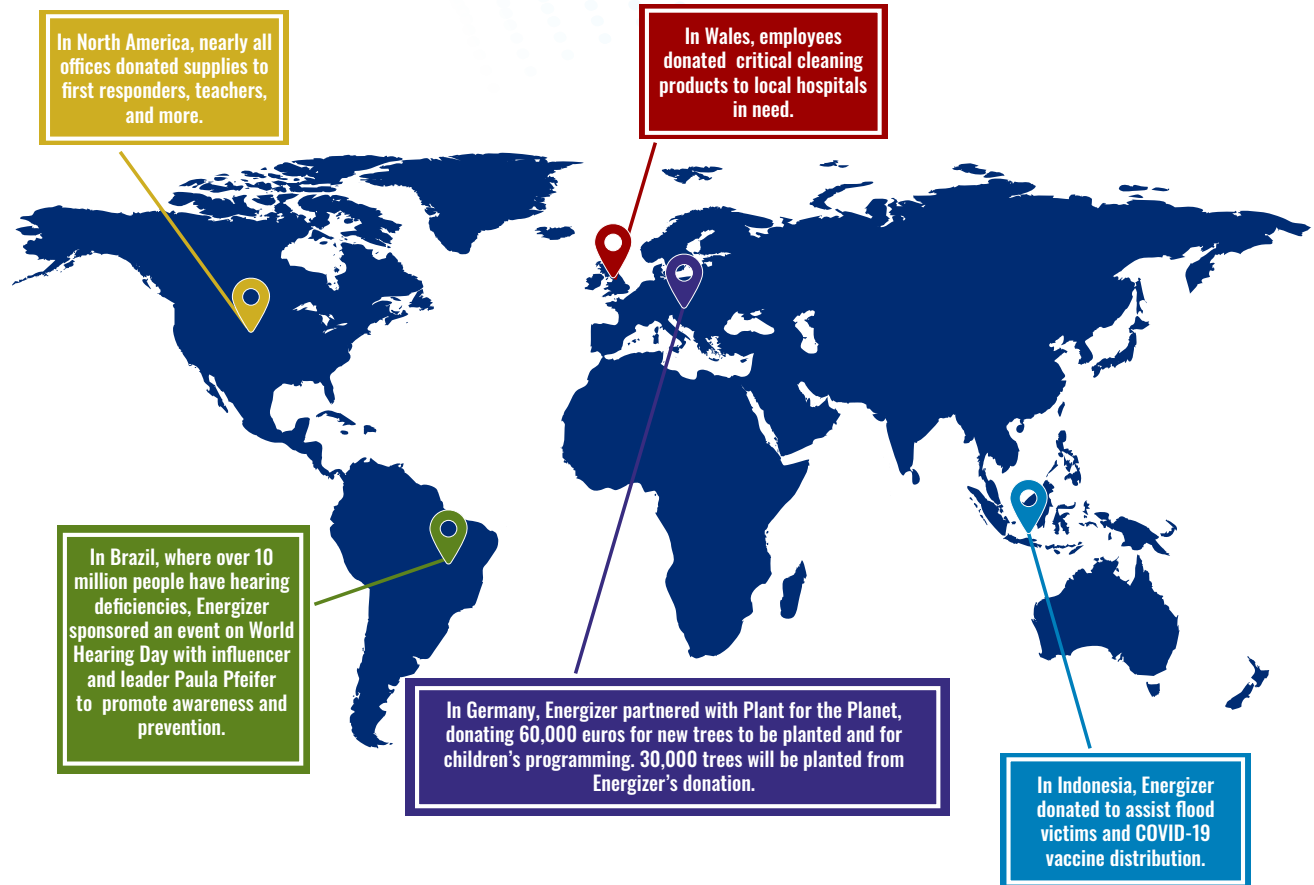 In North America, nearly all
offices donated supplies to
first responders, teachers,
and more.
In Wales, employees
donated critical cleaning
products to local hospitals
in need.
In Brazil, where over 10
million people have hearing
deficiencies, Energizer
sponsored an event on World
Hearing Day with influencer
and leader Paula Pfeifer
to promote awareness and
prevention.
In Germany, Energizer partnered with Plant for the Planet,
donating 60,000 euros for new trees to be planted and for
children’s programming. 30,000 trees will be planted from
Energizer’s donation.
In Indonesia, Energizer
donated to assist flood
victims and COVID-19
vaccine distribution.